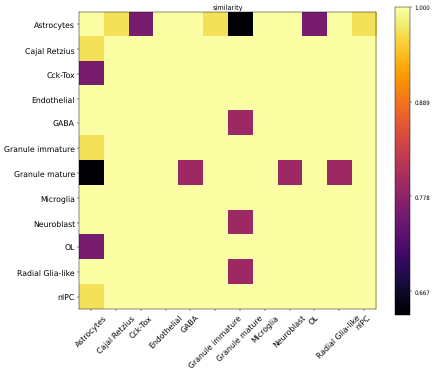 similarity
Astrocytes
Cajal Retzius
Cck-Tox
Endothelial
GABA
Granule immature
Granule mature
Microglia
Neuroblast
OL
Radial Glia-like
nIPC
Astrocytes
Cajal Retzius
Cck-Tox
Endothelial
GABA
Granule immature
Granule mature
Microglia
Neuroblast
OL
Radial Glia-like
nIPC
1.000
0.889
0.778
0.667